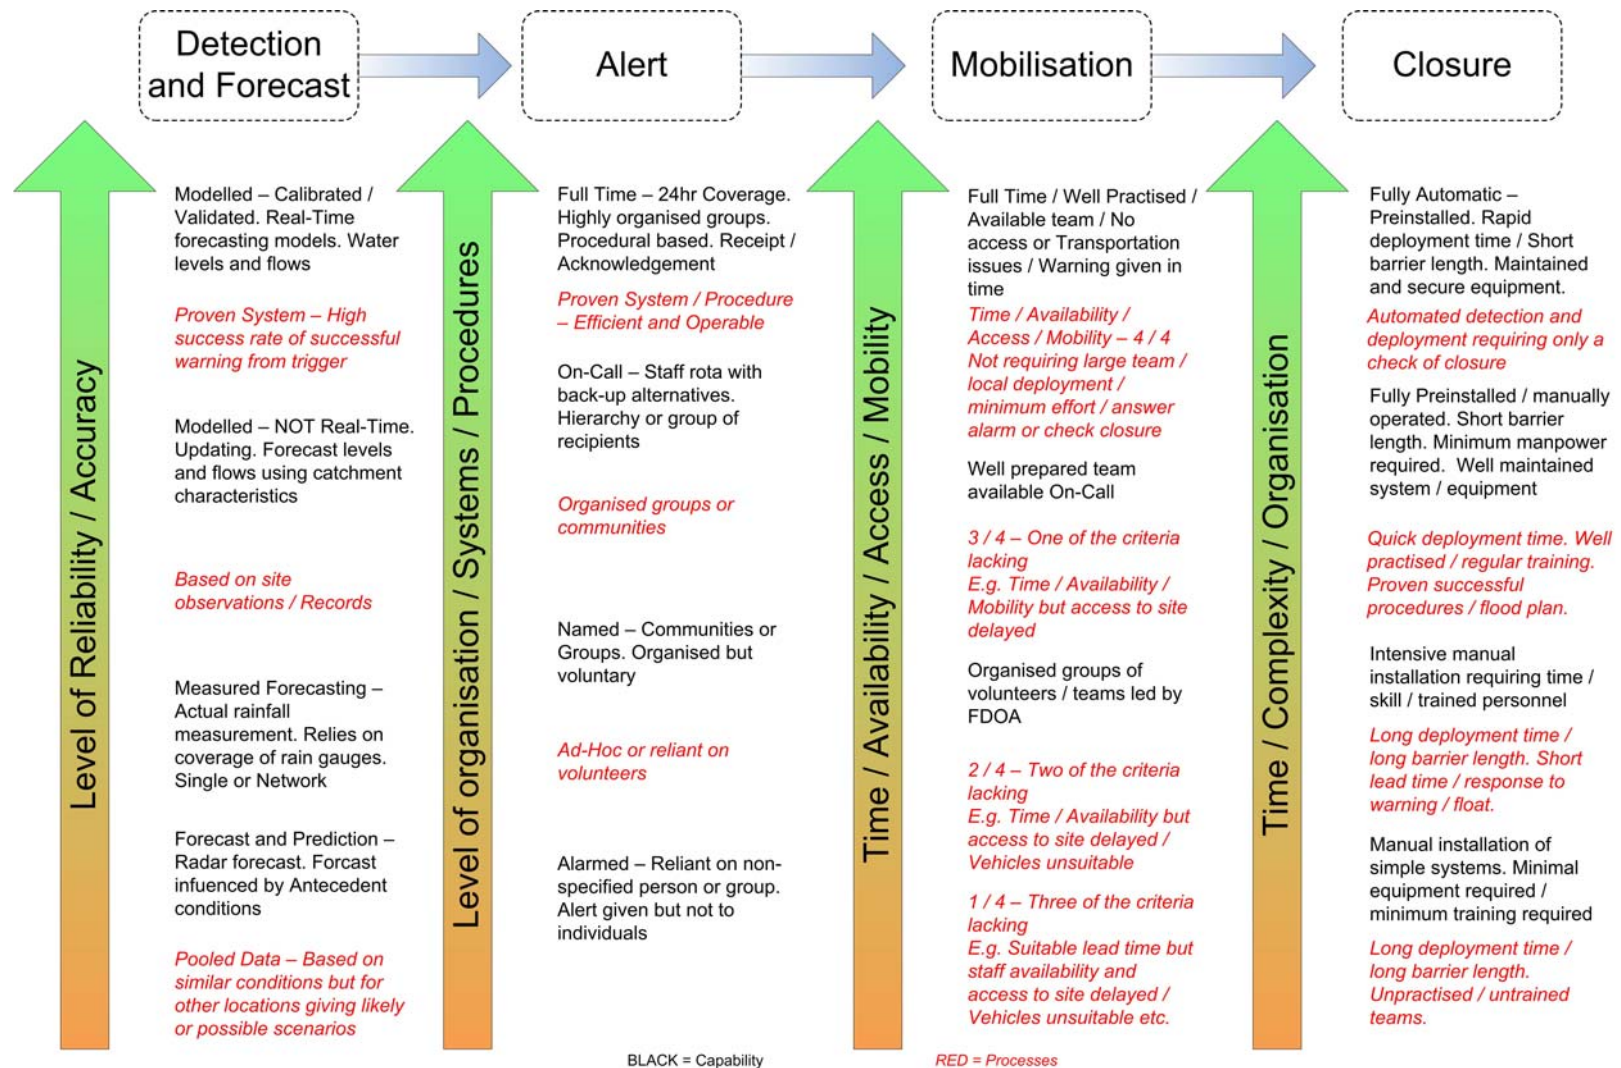 Detection
and Forecast
Alert
Mobilisation
Closure
Level of Reliability / Accuracy
Modelled – Calibrated /
Validated. Real-Time
forecasting models. Water
levels and flows
Proven System – High
success rate of successful
warning from trigger
Modelled – NOT Real-Time.
Updating. Forecast levels
and flows using catchment
characteristics
Based on site
observations / Records
Measured Forecasting –
Actual rainfall
measurement. Relies on
coverage of rain gauges.
Single or Network
Forecast and Prediction –
Radar forecast. Forcast
infuenced by Antecedent
conditions
Pooled Data – Based on
similar conditions but for
other locations giving likely
or possible scenarios
Level of organisation / Systems / Procedures
Full Time – 24hr Coverage.
Highly organised groups.
Procedural based. Receipt /
Acknowledgement
Proven System / Procedure
– Efficient and Operable
On-Call – Staff rota with
back-up alternatives.
Hierarchy or group of
recipients
Organised groups or
communities
Named – Communities or
Groups. Organised but
voluntary
Ad-Hoc or reliant on
volunteers
Alarmed – Reliant on non-
specified person or group.
Alert given but not to
individuals
Time / Availability / Access / Mobility
Full Time / Well Practised /
Available team / No
access or Transportation
issues / Warning given in
time
Time / Availability /
Access / Mobility – 4 / 4
Not requiring large team /
local deployment /
minimum effort / answer
alarm or check closure
Well prepared team
available On-Call
3 / 4 – One of the criteria
lacking
E.g. Time / Availability /
Mobility but access to site
delayed
Organised groups of
volunteers / teams led by
FDOA
2 / 4 – Two of the criteria
lacking
E.g. Time / Availability but
access to site delayed /
Vehicles unsuitable
1 / 4 – Three of the criteria
lacking
E.g. Suitable lead time but
staff availability and
access to site delayed /
Vehicles unsuitable etc.
Time / Complexity / Organisation
Fully Automatic –
Preinstalled. Rapid
deployment time / Short
barrier length. Maintained
and secure equipment.
Automated detection and
deployment requiring only a
check of closure
Fully Preinstalled / manually
operated. Short barrier
length. Minimum manpower
required. Well maintained
system / equipment
Quick deployment time. Well
practised / regular training.
Proven successful
procedures / flood plan.
Intensive manual
installation requiring time /
skill / trained personnel
Long deployment time /
long barrier length. Short
lead time / response to
warning / float.
Manual installation of
simple systems. Minimal
equipment required /
minimum training required
Long deployment time /
long barrier length.
Unpractised / untrained
teams.
BLACK = Capability
RED = Processes